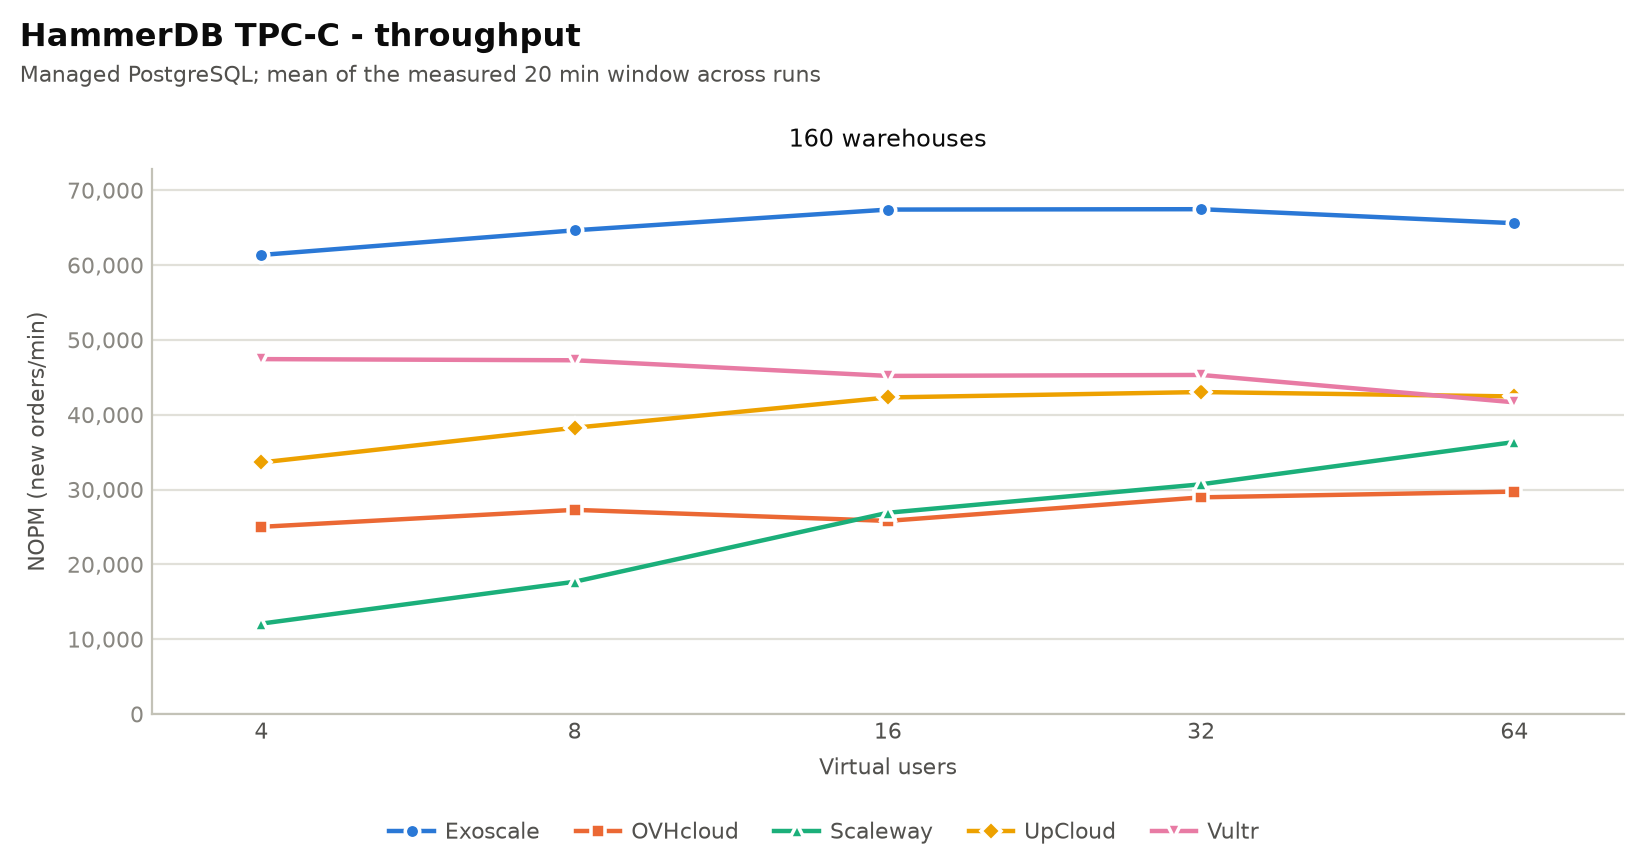 HammerDB TPC-C - throughput
Managed PostgreSQL; mean of the measured 20 min window across runs
160 warehouses
NOPM (new orders/min)
70,000
60,000
50,000
40,000
30,000
20,000
10,000
0
4 8 16 32 64
Virtual users
Exoscale OVHcloud Scaleway UpCloud Vultr